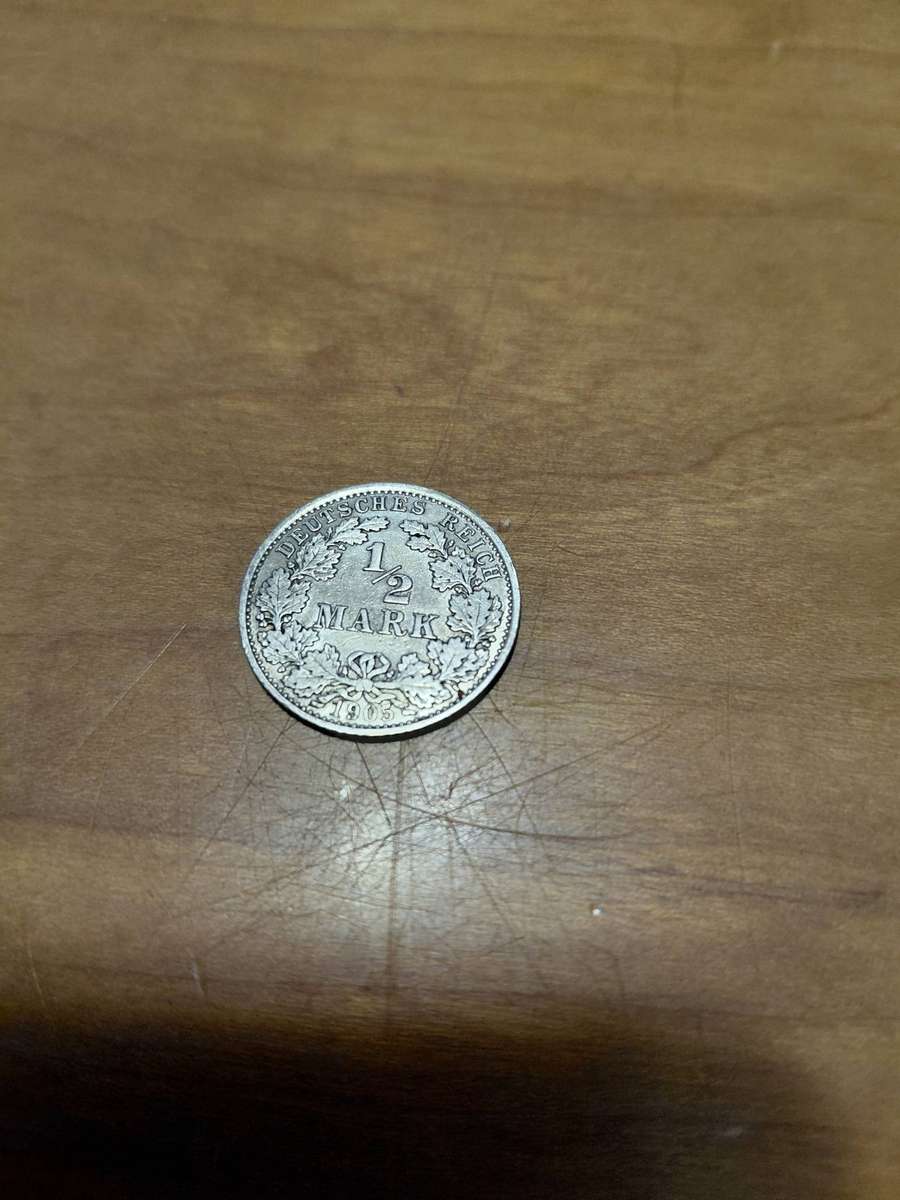 DEUTSCHES REICH
1/2
MARK
1905